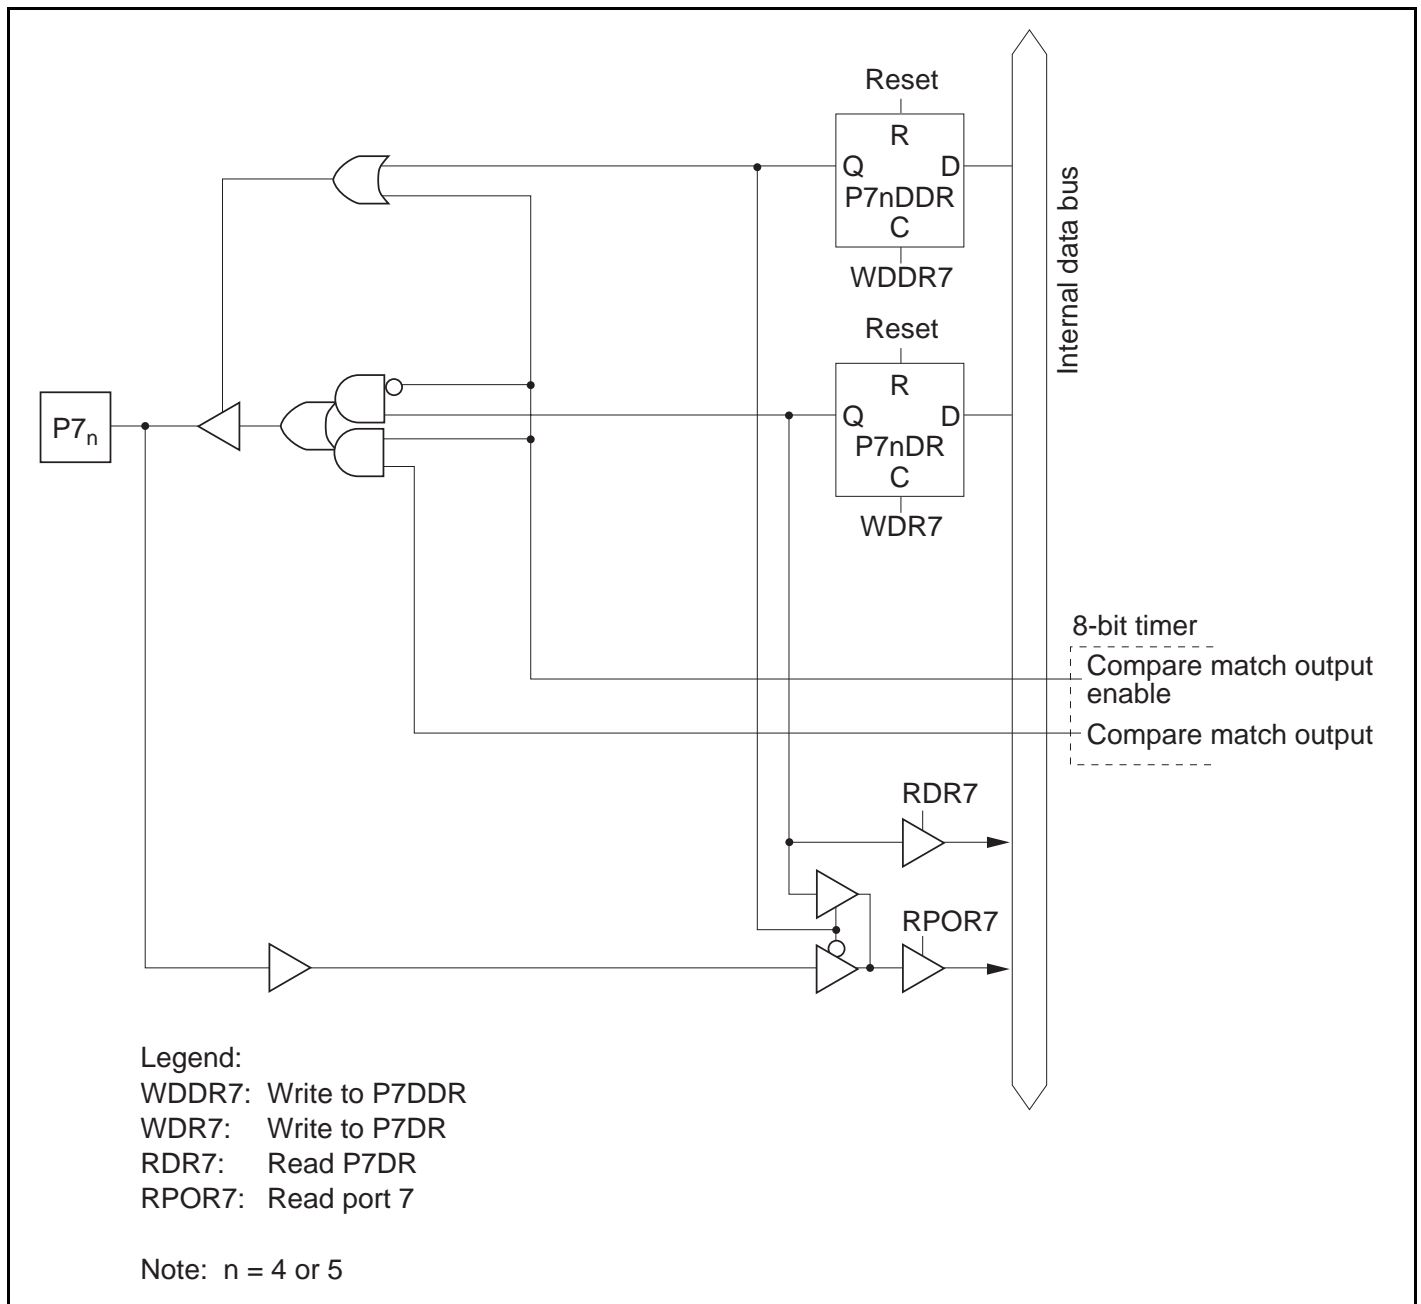 Reset
R
Q D
P7nDDR
C
WDDR7
Internal data bus
Reset
R
Q D
P7nDR
C
WDR7
P7n
8-bit timer
Compare match output
enable
Compare match output
RDR7
RPOR7
Legend:
WDDR7: Write to P7DDR
WDR7: Write to P7DR
RDR7: Read P7DR
RPOR7: Read port 7
Note: n = 4 or 5